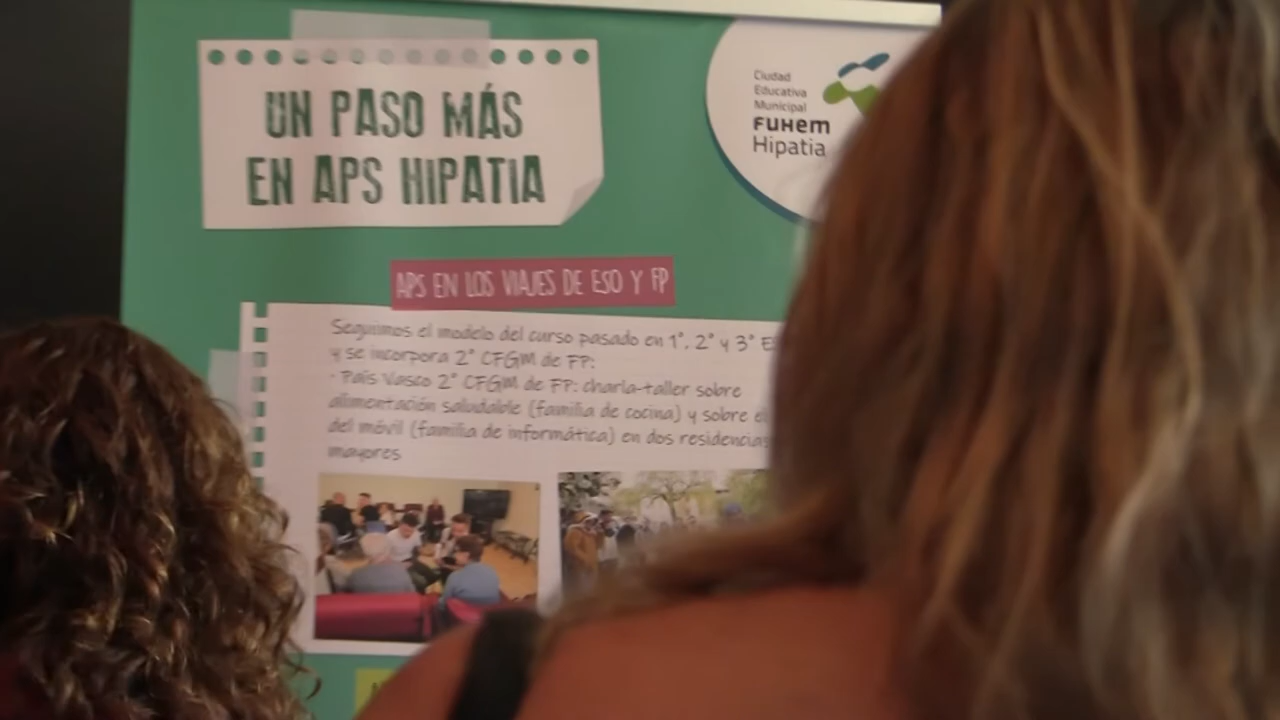 UN PASO MÁS
EN APS HIPATIA
Ciudad
Educativa
Municipal
FUHEM
Hipatia
APS EN LOS VIAJES DE ESO Y FP
Seguimos el modelo del curso pasado en 1°, 2° y 3° E
y se incorpora 2° CFGM de FP:
- País Vasco 2° CFGM de FP: charla-taller sobre
alimentación saludable (familia de cocina) y sobre el
del móvil (familia de informática) en dos residencias
mayores